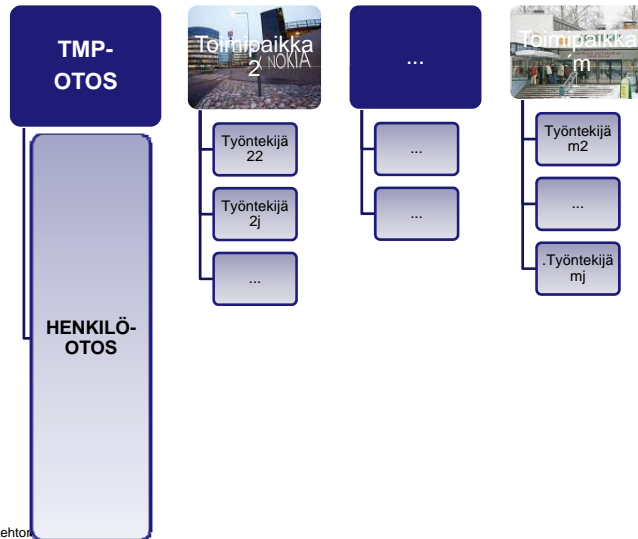 TMP-
OTOS
HENKILÖ-
OTOS
Toimipaikka
2
NOKIA
Työntekijä
22
Työntekijä
2j
...
...
...
...
Toimipaikka
m
Työntekijä
m2
...
.Työntekijä
mj